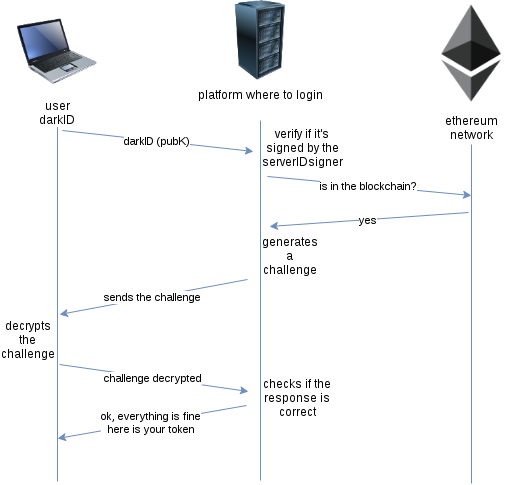 user
darkID
platform where to login
ethereum
network
darkID (pubK)
verify if it's
signed by the
serverIDsigner
is in the blockchain?
yes
generates
a
challenge
sends the challenge
decrypts
the
challenge
challenge decrypted
checks if the
response is
correct
ok, everything is fine
here is your token